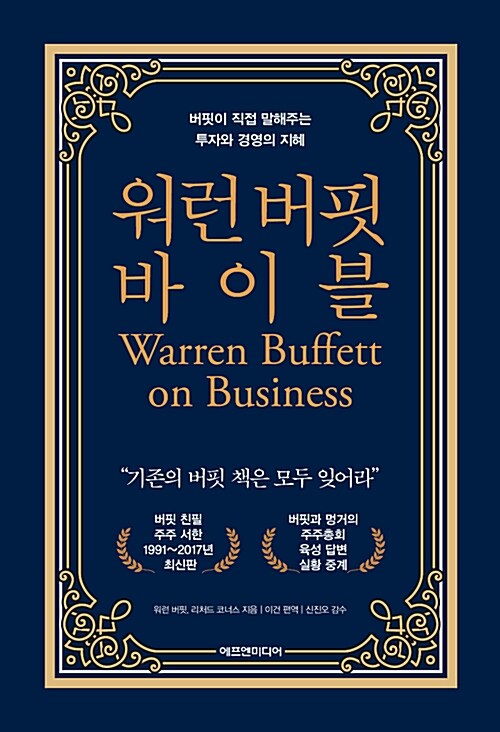 버핏이 직접 말해주는
투자와 경영의 지혜
워런 버핏
바이블
Warren Buffett
on Business
“기존의 버핏 책은 모두 잊어라”
버핏 친필
주주 서한
1991~2017년
최신판
버핏과 멍거의
주주총회
육성 답변
실황 중계
워런 버핏, 리처드 코너스 지음 | 이건 편역 | 신진오 감수
에프엔미디어